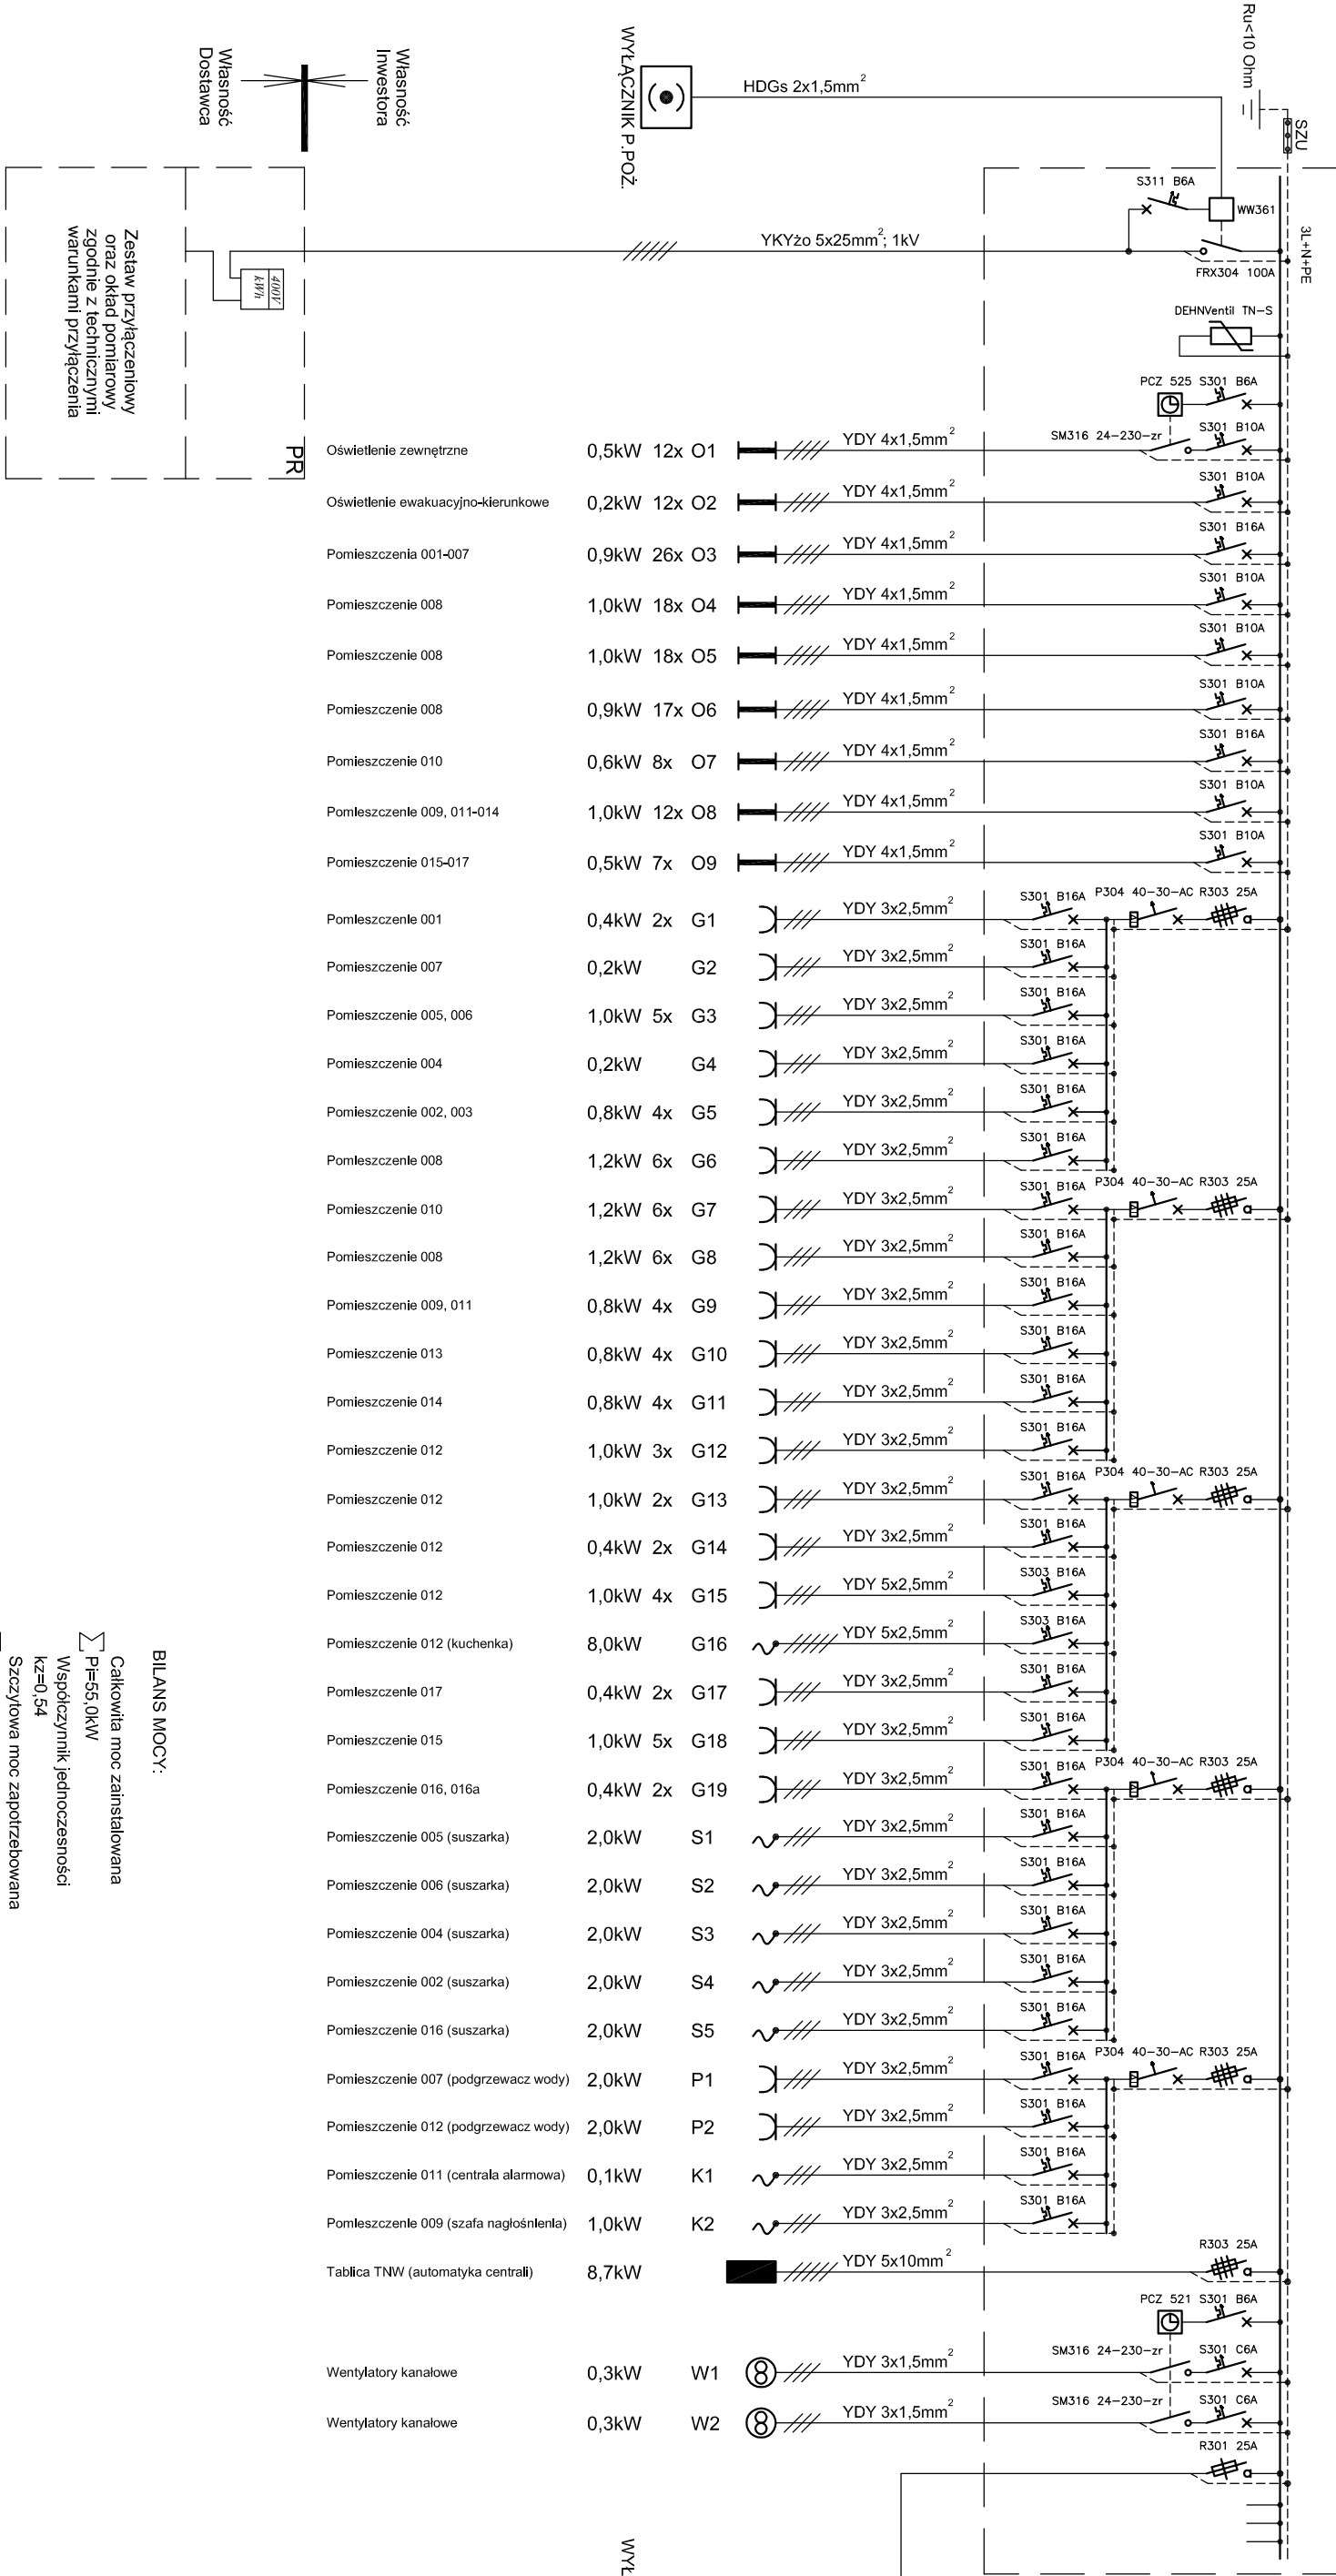 Ru<10 Ohm
SZU
3L+N+PE
HDGs 2x1,5mm²
WYŁĄCZNIK P.POŻ.
Własność
Inwestora
Własność
Dostawca
S311 B6A
WW361
YKYżo 5x25mm²; 1kV
FRX304 100A
400V
kWh
Zestaw przyłączeniowy
oraz okład pomiarowy
zgodnie z technicznymi
warunkami przyłączenia
PR
DEHNVentil TN-S
PCZ 525 S301 B6A
Oświetlenie zewnętrzne 0,5kW 12x O1 YDY 4x1,5mm² SM316 24-230-zr S301 B10A
Oświetlenie ewakuacyjno-kierunkowe 0,2kW 12x O2 YDY 4x1,5mm² S301 B10A
Pomieszczenia 001-007 0,9kW 26x O3 YDY 4x1,5mm² S301 B16A
Pomieszczenie 008 1,0kW 18x O4 YDY 4x1,5mm² S301 B10A
Pomieszczenie 008 1,0kW 18x O5 YDY 4x1,5mm² S301 B10A
Pomieszczenie 008 0,9kW 17x O6 YDY 4x1,5mm² S301 B10A
Pomieszczenie 010 0,6kW 8x O7 YDY 4x1,5mm² S301 B16A
Pomieszczenie 009, 011-014 1,0kW 12x O8 YDY 4x1,5mm² S301 B10A
Pomieszczenie 015-017 0,5kW 7x O9 YDY 4x1,5mm² S301 B10A
Pomieszczenie 001 0,4kW 2x G1 YDY 3x2,5mm² S301 B16A P304 40-30-AC R303 25A
Pomieszczenie 007 0,2kW G2 YDY 3x2,5mm² S301 B16A
Pomieszczenie 005, 006 1,0kW 5x G3 YDY 3x2,5mm² S301 B16A
Pomieszczenie 004 0,2kW G4 YDY 3x2,5mm² S301 B16A
Pomieszczenie 002, 003 0,8kW 4x G5 YDY 3x2,5mm² S301 B16A
Pomieszczenie 008 1,2kW 6x G6 YDY 3x2,5mm² S301 B16A
Pomieszczenie 010 1,2kW 6x G7 YDY 3x2,5mm² S301 B16A P304 40-30-AC R303 25A
Pomieszczenie 008 1,2kW 6x G8 YDY 3x2,5mm² S301 B16A
Pomieszczenie 009, 011 0,8kW 4x G9 YDY 3x2,5mm² S301 B16A
Pomieszczenie 013 0,8kW 4x G10 YDY 3x2,5mm² S301 B16A
Pomieszczenie 014 0,8kW 4x G11 YDY 3x2,5mm² S301 B16A
Pomieszczenie 012 1,0kW 3x G12 YDY 3x2,5mm² S301 B16A
Pomieszczenie 012 1,0kW 2x G13 YDY 3x2,5mm² S301 B16A P304 40-30-AC R303 25A
Pomieszczenie 012 0,4kW 2x G14 YDY 3x2,5mm² S301 B16A
Pomieszczenie 012 1,0kW 4x G15 YDY 5x2,5mm² S303 B16A
Pomieszczenie 012 (kuchenka) 8,0kW G16 YDY 5x2,5mm² S303 B16A
Pomieszczenie 017 0,4kW 2x G17 YDY 3x2,5mm² S301 B16A
Pomieszczenie 015 1,0kW 5x G18 YDY 3x2,5mm² S301 B16A
Pomieszczenie 016, 016a 0,4kW 2x G19 YDY 3x2,5mm² S301 B16A P304 40-30-AC R303 25A
Pomieszczenie 005 (suszarka) 2,0kW S1 YDY 3x2,5mm² S301 B16A
Pomieszczenie 006 (suszarka) 2,0kW S2 YDY 3x2,5mm² S301 B16A
Pomieszczenie 004 (suszarka) 2,0kW S3 YDY 3x2,5mm² S301 B16A
Pomieszczenie 002 (suszarka) 2,0kW S4 YDY 3x2,5mm² S301 B16A
Pomieszczenie 016 (suszarka) 2,0kW S5 YDY 3x2,5mm² S301 B16A
Pomieszczenie 007 (podgrzewacz wody) 2,0kW P1 YDY 3x2,5mm² S301 B16A P304 40-30-AC R303 25A
Pomieszczenie 012 (podgrzewacz wody) 2,0kW P2 YDY 3x2,5mm² S301 B16A
Pomieszczenie 011 (centrala alarmowa) 0,1kW K1 YDY 3x2,5mm² S301 B16A
Pomieszczenie 009 (szafa nagłośnienia) 1,0kW K2 YDY 3x2,5mm² S301 B16A
Tablica TNW (automatyka centrali) 8,7kW YDY 5x10mm² R303 25A
PCZ 521 S301 B6A
Wentylatory kanałowe 0,3kW W1 YDY 3x1,5mm² SM316 24-230-zr S301 C6A
Wentylatory kanałowe 0,3kW W2 YDY 3x1,5mm² SM316 24-230-zr S301 C6A
R301 25A
BILANS MOCY:
Całkowita moc zainstalowana
∑Pi=55,0kW
Współczynnik jednoczesności
kz=0,54
Szczytowa moc zapotrzebowana
WYŁ